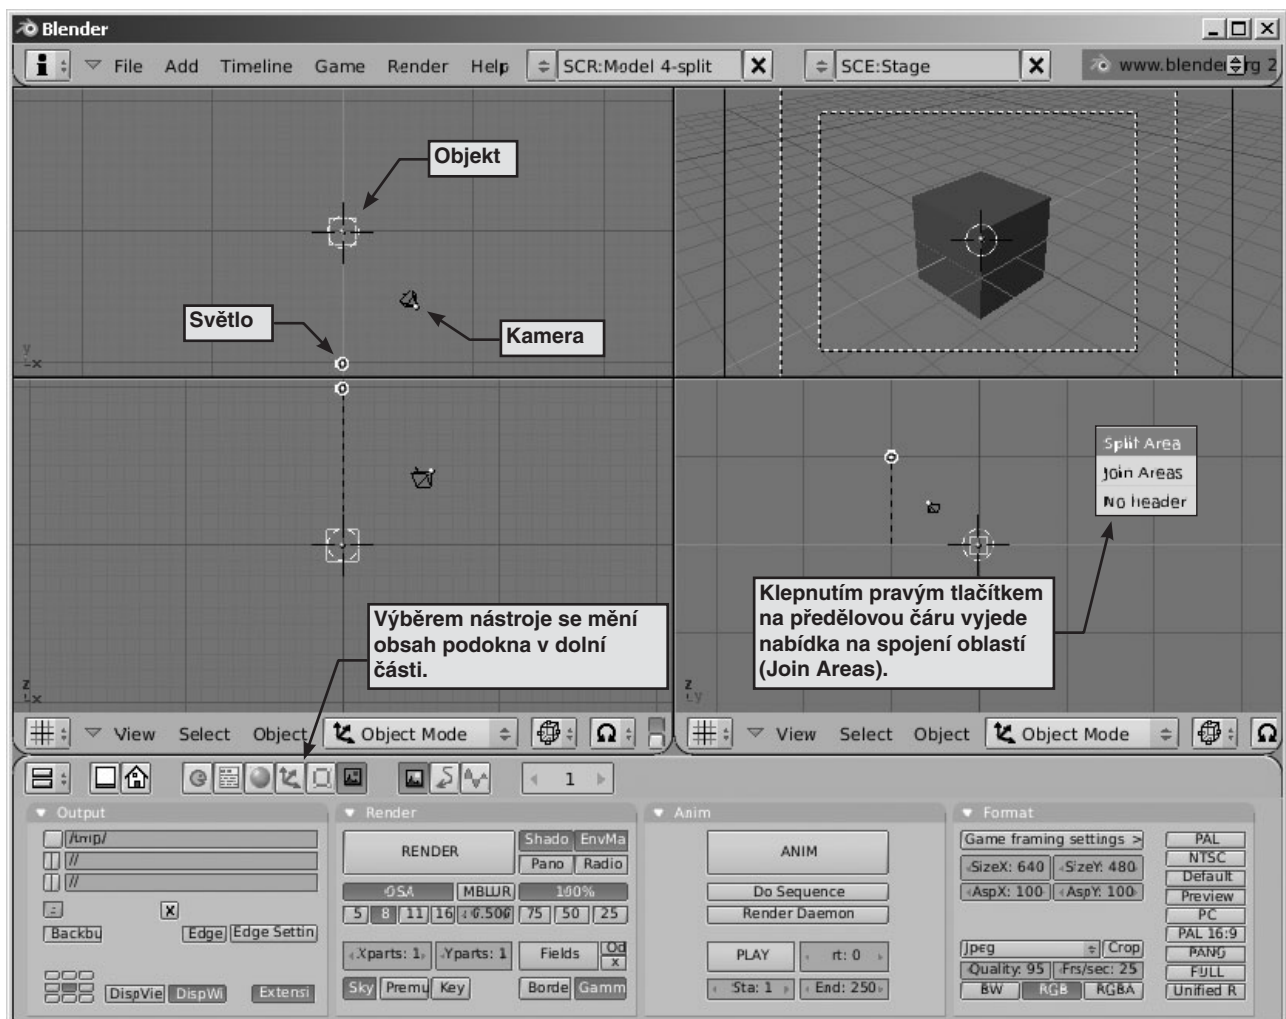 Blender
File Add Timeline Game Render Help SCR:Model 4-split X SCE:Stage X www.blender.org 2
Objekt
Světlo
Kamera
y
x
Split Area
Join Areas
No header
Výběrem nástroje se mění
obsah podokna v dolní
části.
Klepnutím pravým tlačítkem
na předělovou čáru vyjede
nabídka na spojení oblastí
(Join Areas).
z
x
z
y
View Select Object Object Mode
View Select Object Object Mode
1
Output
/tmp/
//
//
X
Backbu Edge Edge Settin
DispVie DispWi Extensi
Render
RENDER
Shado EnvMa
Pano Radio
OSA MBLUR 100%
5 8 11 16 0.500 75 50 25
Xparts: 1 Yparts: 1 Fields Od
x
Sky Premu Key Borde Gamm
Anim
ANIM
Do Sequence
Render Daemon
PLAY rt: 0
Sta: 1 End: 250
Format
Game framing settings >
SizeX: 640 SizeY: 480
AspX: 100 AspY: 100
Jpeg Crop
Quality: 95 Frs/sec: 25
BW RGB RGBA
PAL
NTSC
Default
Preview
PC
PAL 16:9
PANO
FULL
Unified R